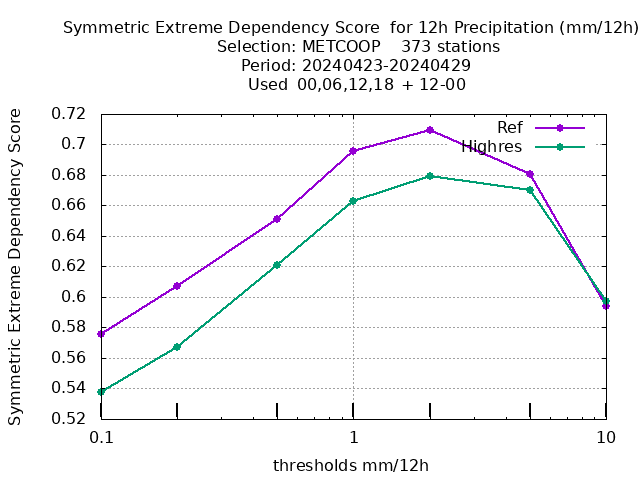 Symmetric Extreme Dependency Score  for 12h Precipitation (mm/12h)
Selection: METCOOP    373 stations
Period: 20240423-20240429
Used  00,06,12,18  + 12-00
Symmetric Extreme Dependency Score
0.72
0.7
0.68
0.66
0.64
0.62
0.6
0.58
0.56
0.54
0.52
Ref
Highres
0.1
1
10
thresholds mm/12h